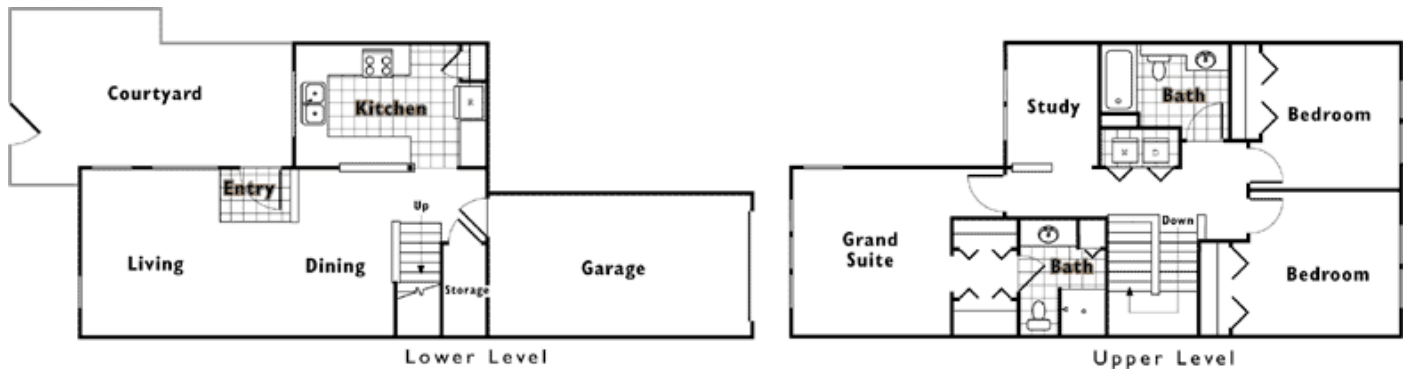 Courtyard
Kitchen
Entry
Up
Living
Dining
Storage
Garage
Lower Level
Study
Bath
Bedroom
Grand
Suite
Bath
Down
Bedroom
Upper Level